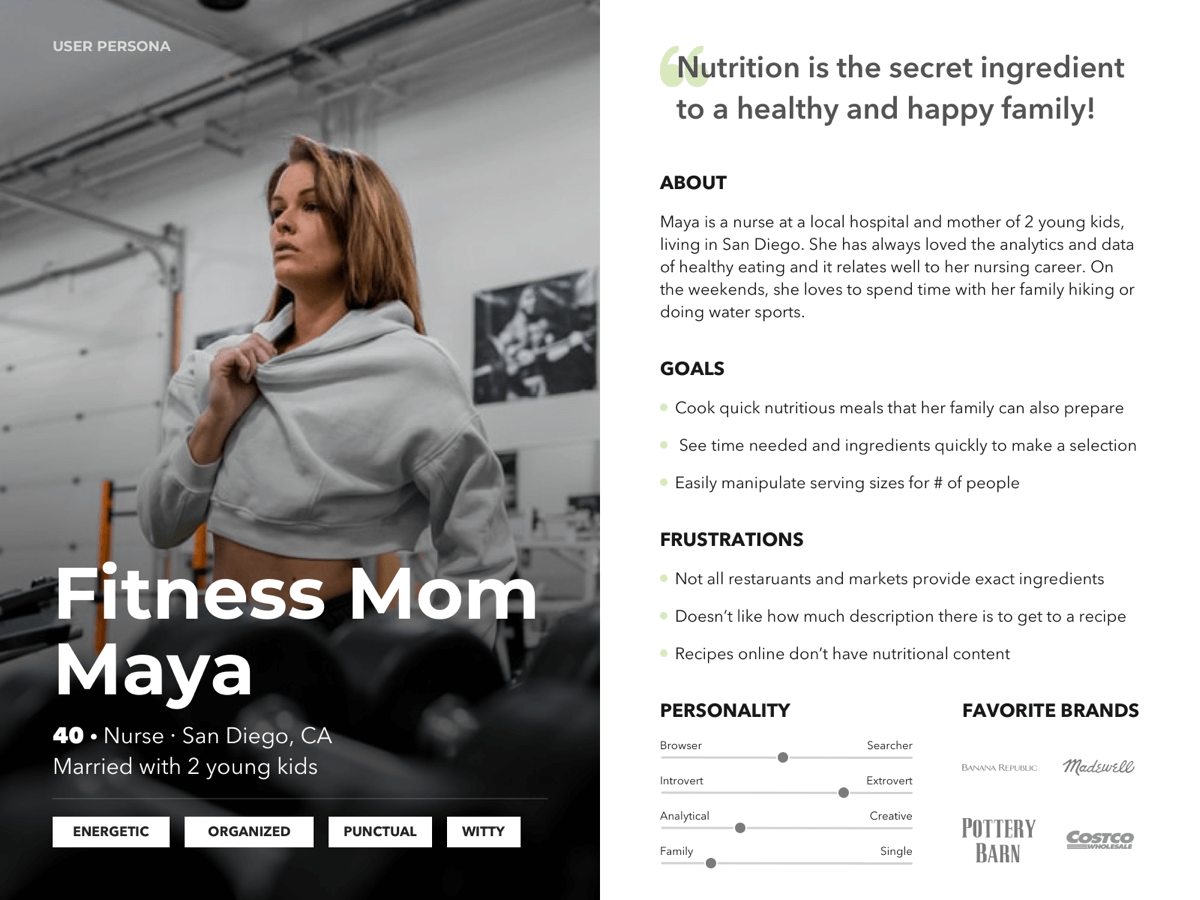 USER PERSONA
Fitness Mom
Maya
40 • Nurse · San Diego, CA
Married with 2 young kids
ENERGETIC
ORGANIZED
PUNCTUAL
WITTY
“Nutrition is the secret ingredient
to a healthy and happy family!
ABOUT
Maya is a nurse at a local hospital and mother of 2 young kids,
living in San Diego. She has always loved the analytics and data
of healthy eating and it relates well to her nursing career. On
the weekends, she loves to spend time with her family hiking or
doing water sports.
GOALS
Cook quick nutritious meals that her family can also prepare
See time needed and ingredients quickly to make a selection
Easily manipulate serving sizes for # of people
FRUSTRATIONS
Not all restaruants and markets provide exact ingredients
Doesn’t like how much description there is to get to a recipe
Recipes online don’t have nutritional content
PERSONALITY
Browser Searcher
Introvert Extrovert
Analytical Creative
Family Single
FAVORITE BRANDS
BANANA REPUBLIC
Madewell
POTTERY
BARN
COSTCO
WHOLESALE